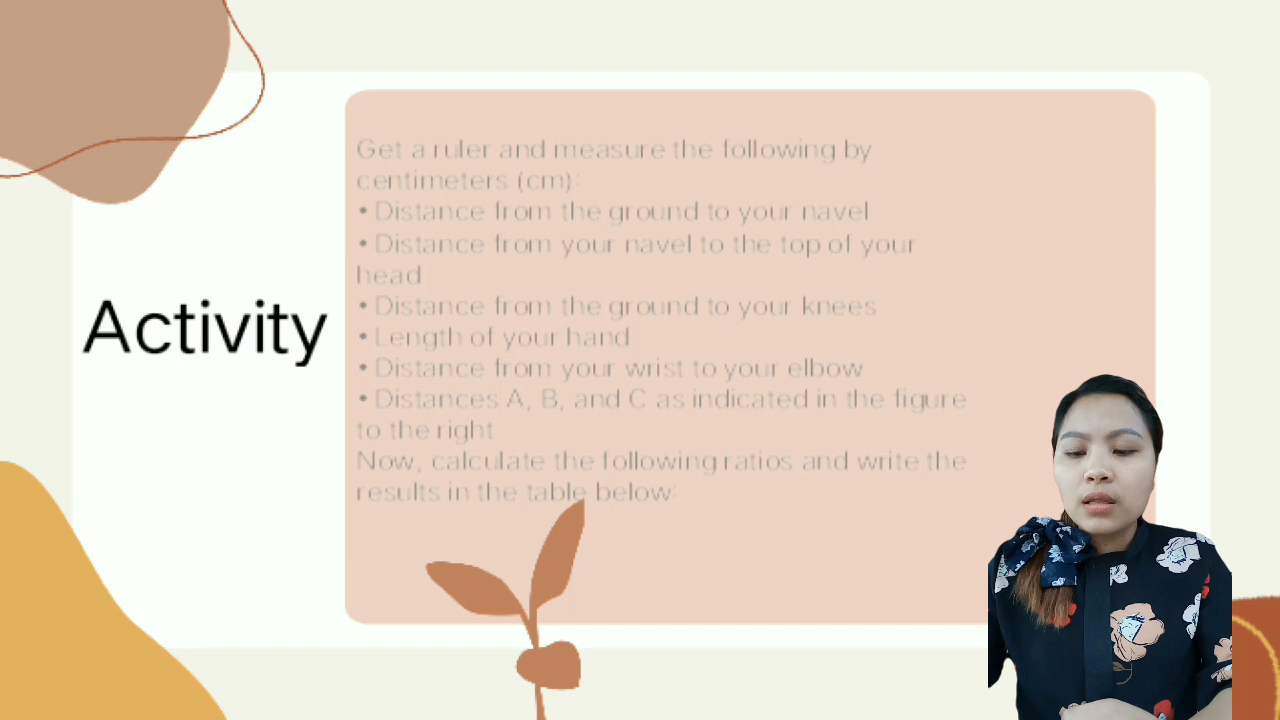 Activity
Get a ruler and measure the following by
centimeters (cm):
• Distance from the ground to your navel
• Distance from your navel to the top of your
head
• Distance from the ground to your knees
• Length of your hand
• Distance from your wrist to your elbow
• Distances A, B, and C as indicated in the figure
to the right
Now, calculate the following ratios and write the
results in the table below: